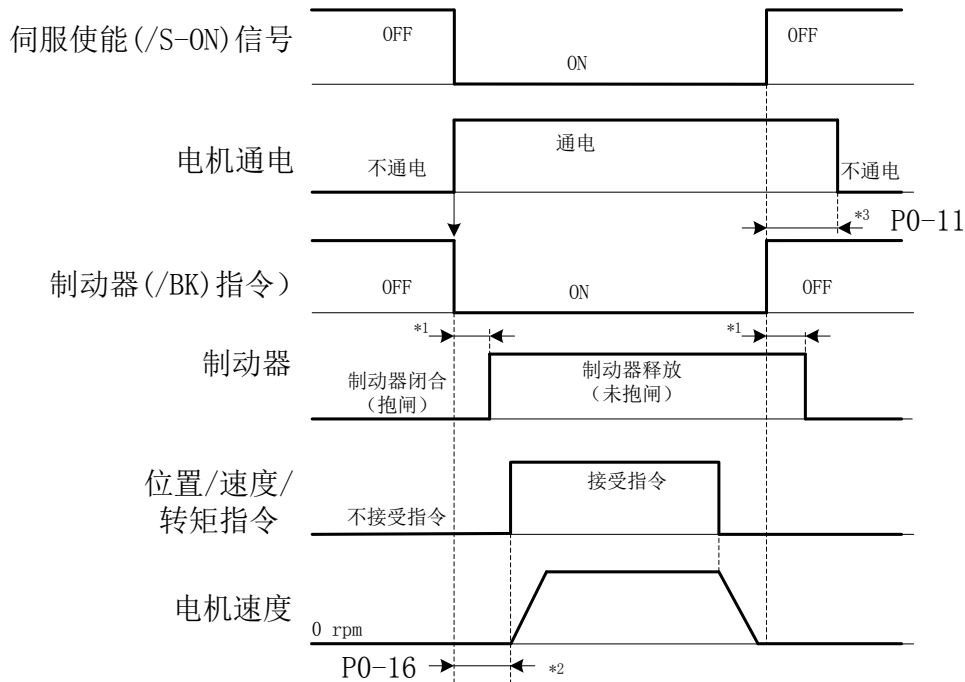 伺服使能(/S-ON)信号
OFF
ON
OFF
电机通电
不通电
通电
不通电
*3 P0-11
制动器(/BK)指令）
OFF
ON
OFF
*1
*1
制动器
制动器闭合
（抱闸）
制动器释放
（未抱闸）
位置/速度/
转矩指令
不接受指令
接受指令
电机速度
0 rpm
P0-16
*2